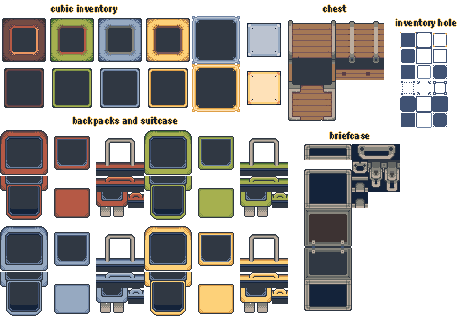 cubic inventory
chest
inventory hole
backpacks and suitcase
briefcase